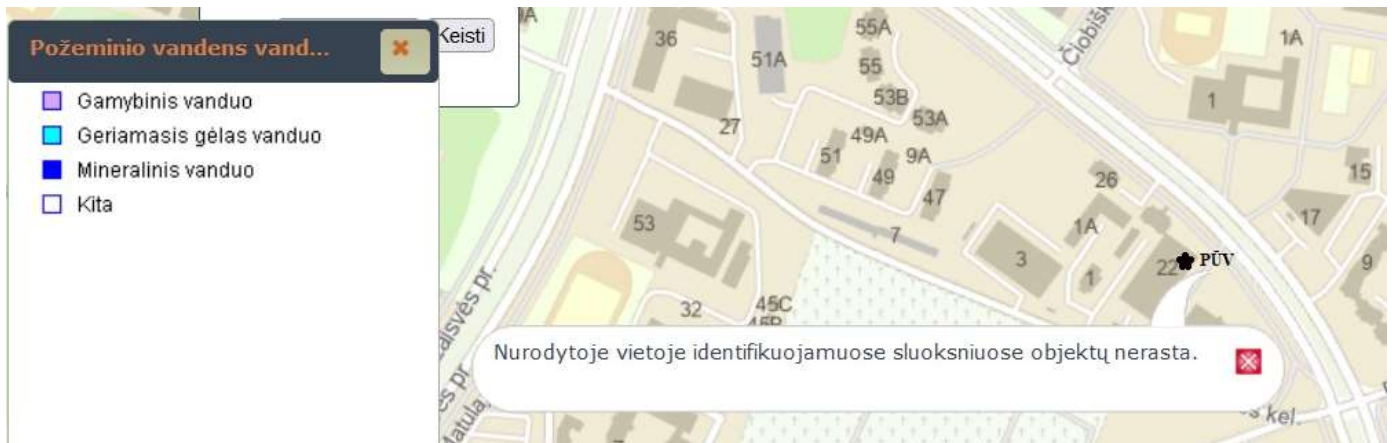 Požeminio vandens vand...
Gamybinis vanduo
Geriamasis gėlas vanduo
Mineralinis vanduo
Kita
Keisti
36
51A
55A
55
53B
53A
27
49A
9A
51
49
47
7
53
32
45C
3
26
1A
1
22
PŪV
1A
1
15
17
9
pr.
kel.
Nurodytoje vietoje identifikuojamuose sluoksniuose objektų nerasta.